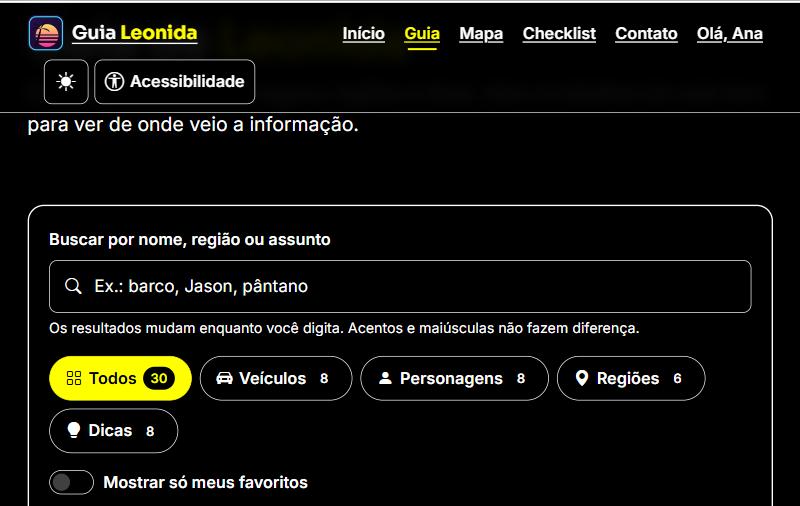 Guia Leonida
Início Guia Mapa Checklist Contato Olá, Ana
Acessibilidade
para ver de onde veio a informação.
Buscar por nome, região ou assunto
Ex.: barco, Jason, pântano
Os resultados mudam enquanto você digita. Acentos e maiúsculas não fazem diferença.
Todos 30 Veículos 8 Personagens 8 Regiões 6
Dicas 8
Mostrar só meus favoritos